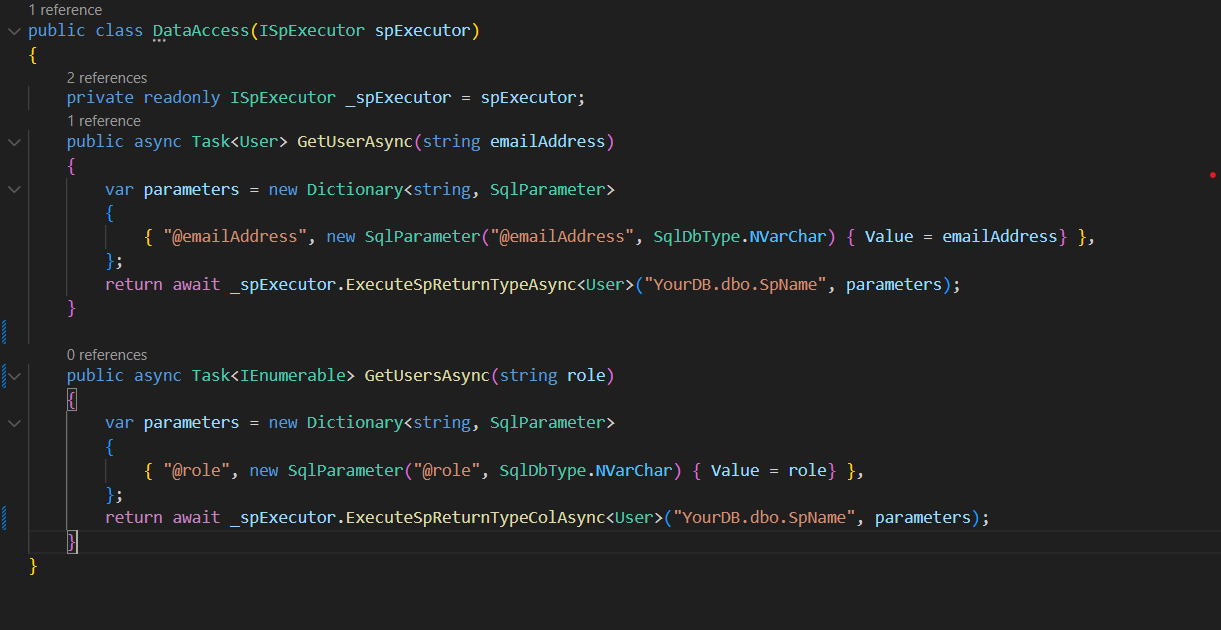 1 reference
public class DataAccess(ISpExecutor spExecutor)
{
2 references
private readonly ISpExecutor _spExecutor = spExecutor;
1 reference
public async Task<User> GetUserAsync(string emailAddress)
{
var parameters = new Dictionary<string, SqlParameter>
{
{ "@emailAddress", new SqlParameter("@emailAddress", SqlDbType.NVarChar) { Value = emailAddress} },
};
return await _spExecutor.ExecuteSpReturnTypeAsync<User>("YourDB.dbo.SpName", parameters);
}
0 references
public async Task<IEnumerable> GetUsersAsync(string role)
{
var parameters = new Dictionary<string, SqlParameter>
{
{ "@role", new SqlParameter("@role", SqlDbType.NVarChar) { Value = role} },
};
return await _spExecutor.ExecuteSpReturnTypeColAsync<User>("YourDB.dbo.SpName", parameters);
}
}